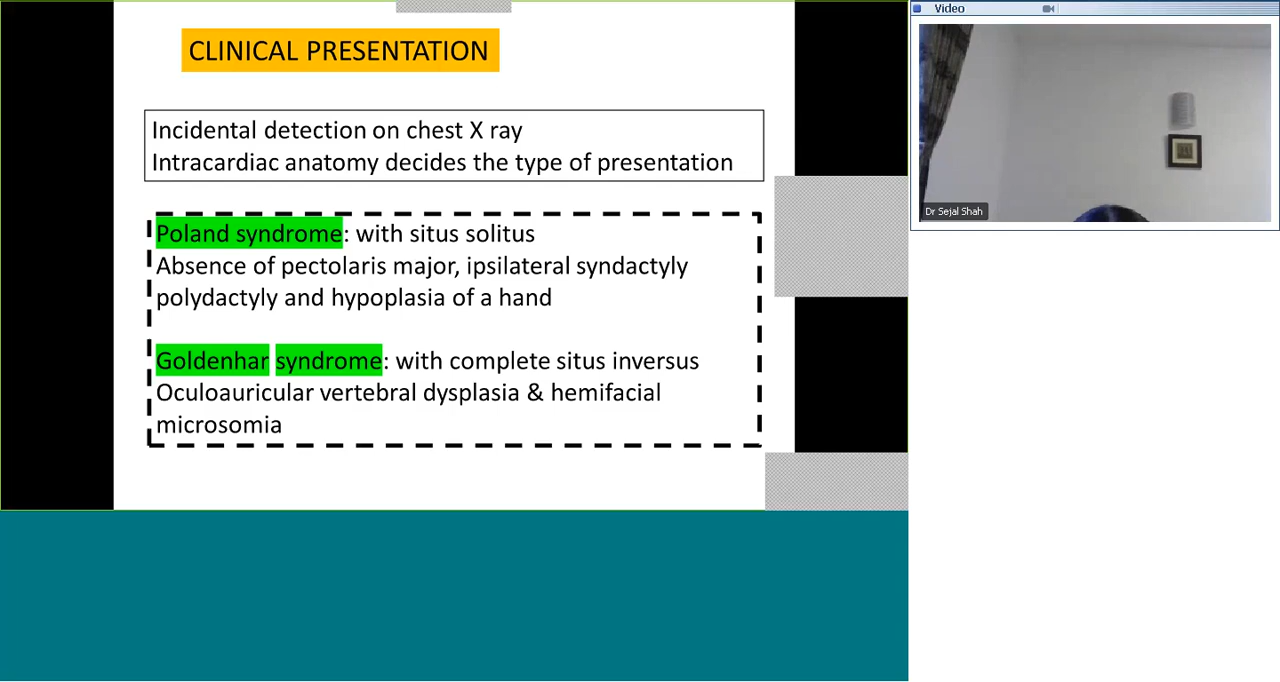 CLINICAL PRESENTATION
Incidental detection on chest X ray
Intracardiac anatomy decides the type of presentation
Poland syndrome: with situs solitus
Absence of pectolaris major, ipsilateral syndactyly
polydactyly and hypoplasia of a hand
Goldenhar syndrome: with complete situs inversus
Oculoauricular vertebral dysplasia & hemifacial
microsomia
Video
Dr Sejal Shah